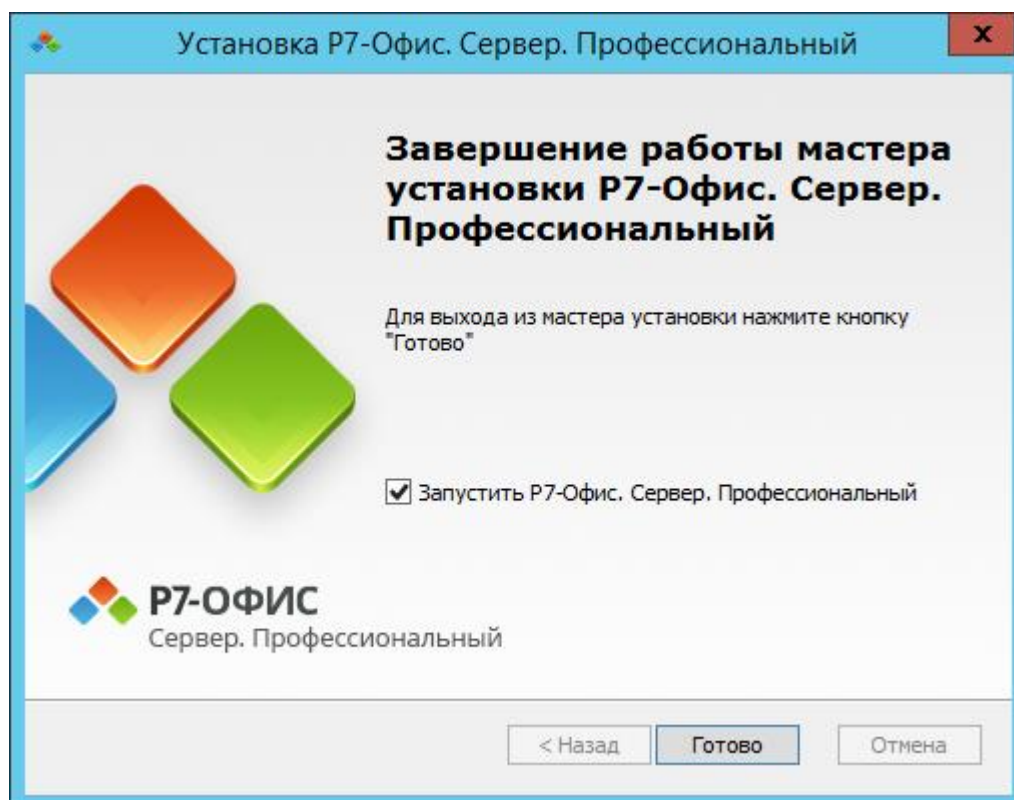 Установка Р7-Офис. Сервер. Профессиональный
x
Завершение работы мастера
установки Р7-Офис. Сервер.
Профессиональный
Для выхода из мастера установки нажмите кнопку
"Готово"
Запустить Р7-Офис. Сервер. Профессиональный
Р7-ОФИС
Сервер. Профессиональный
< Назад
Готово
Отмена